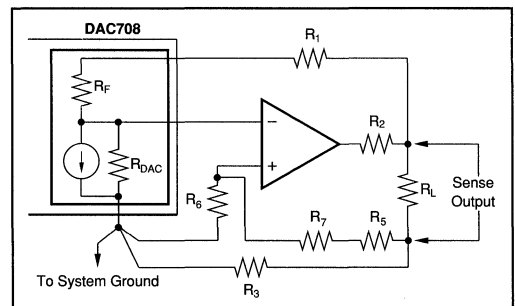 DAC708
R1
RF
R2
RDAC
RL
Sense
Output
R6
R7
R5
To System Ground
R3
−
+